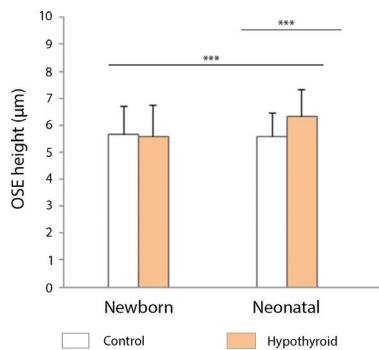 10
9
8
7
6
5
4
3
2
1
0
OSE height (µm)
***
***
Newborn
Neonatal
Control
Hypothyroid